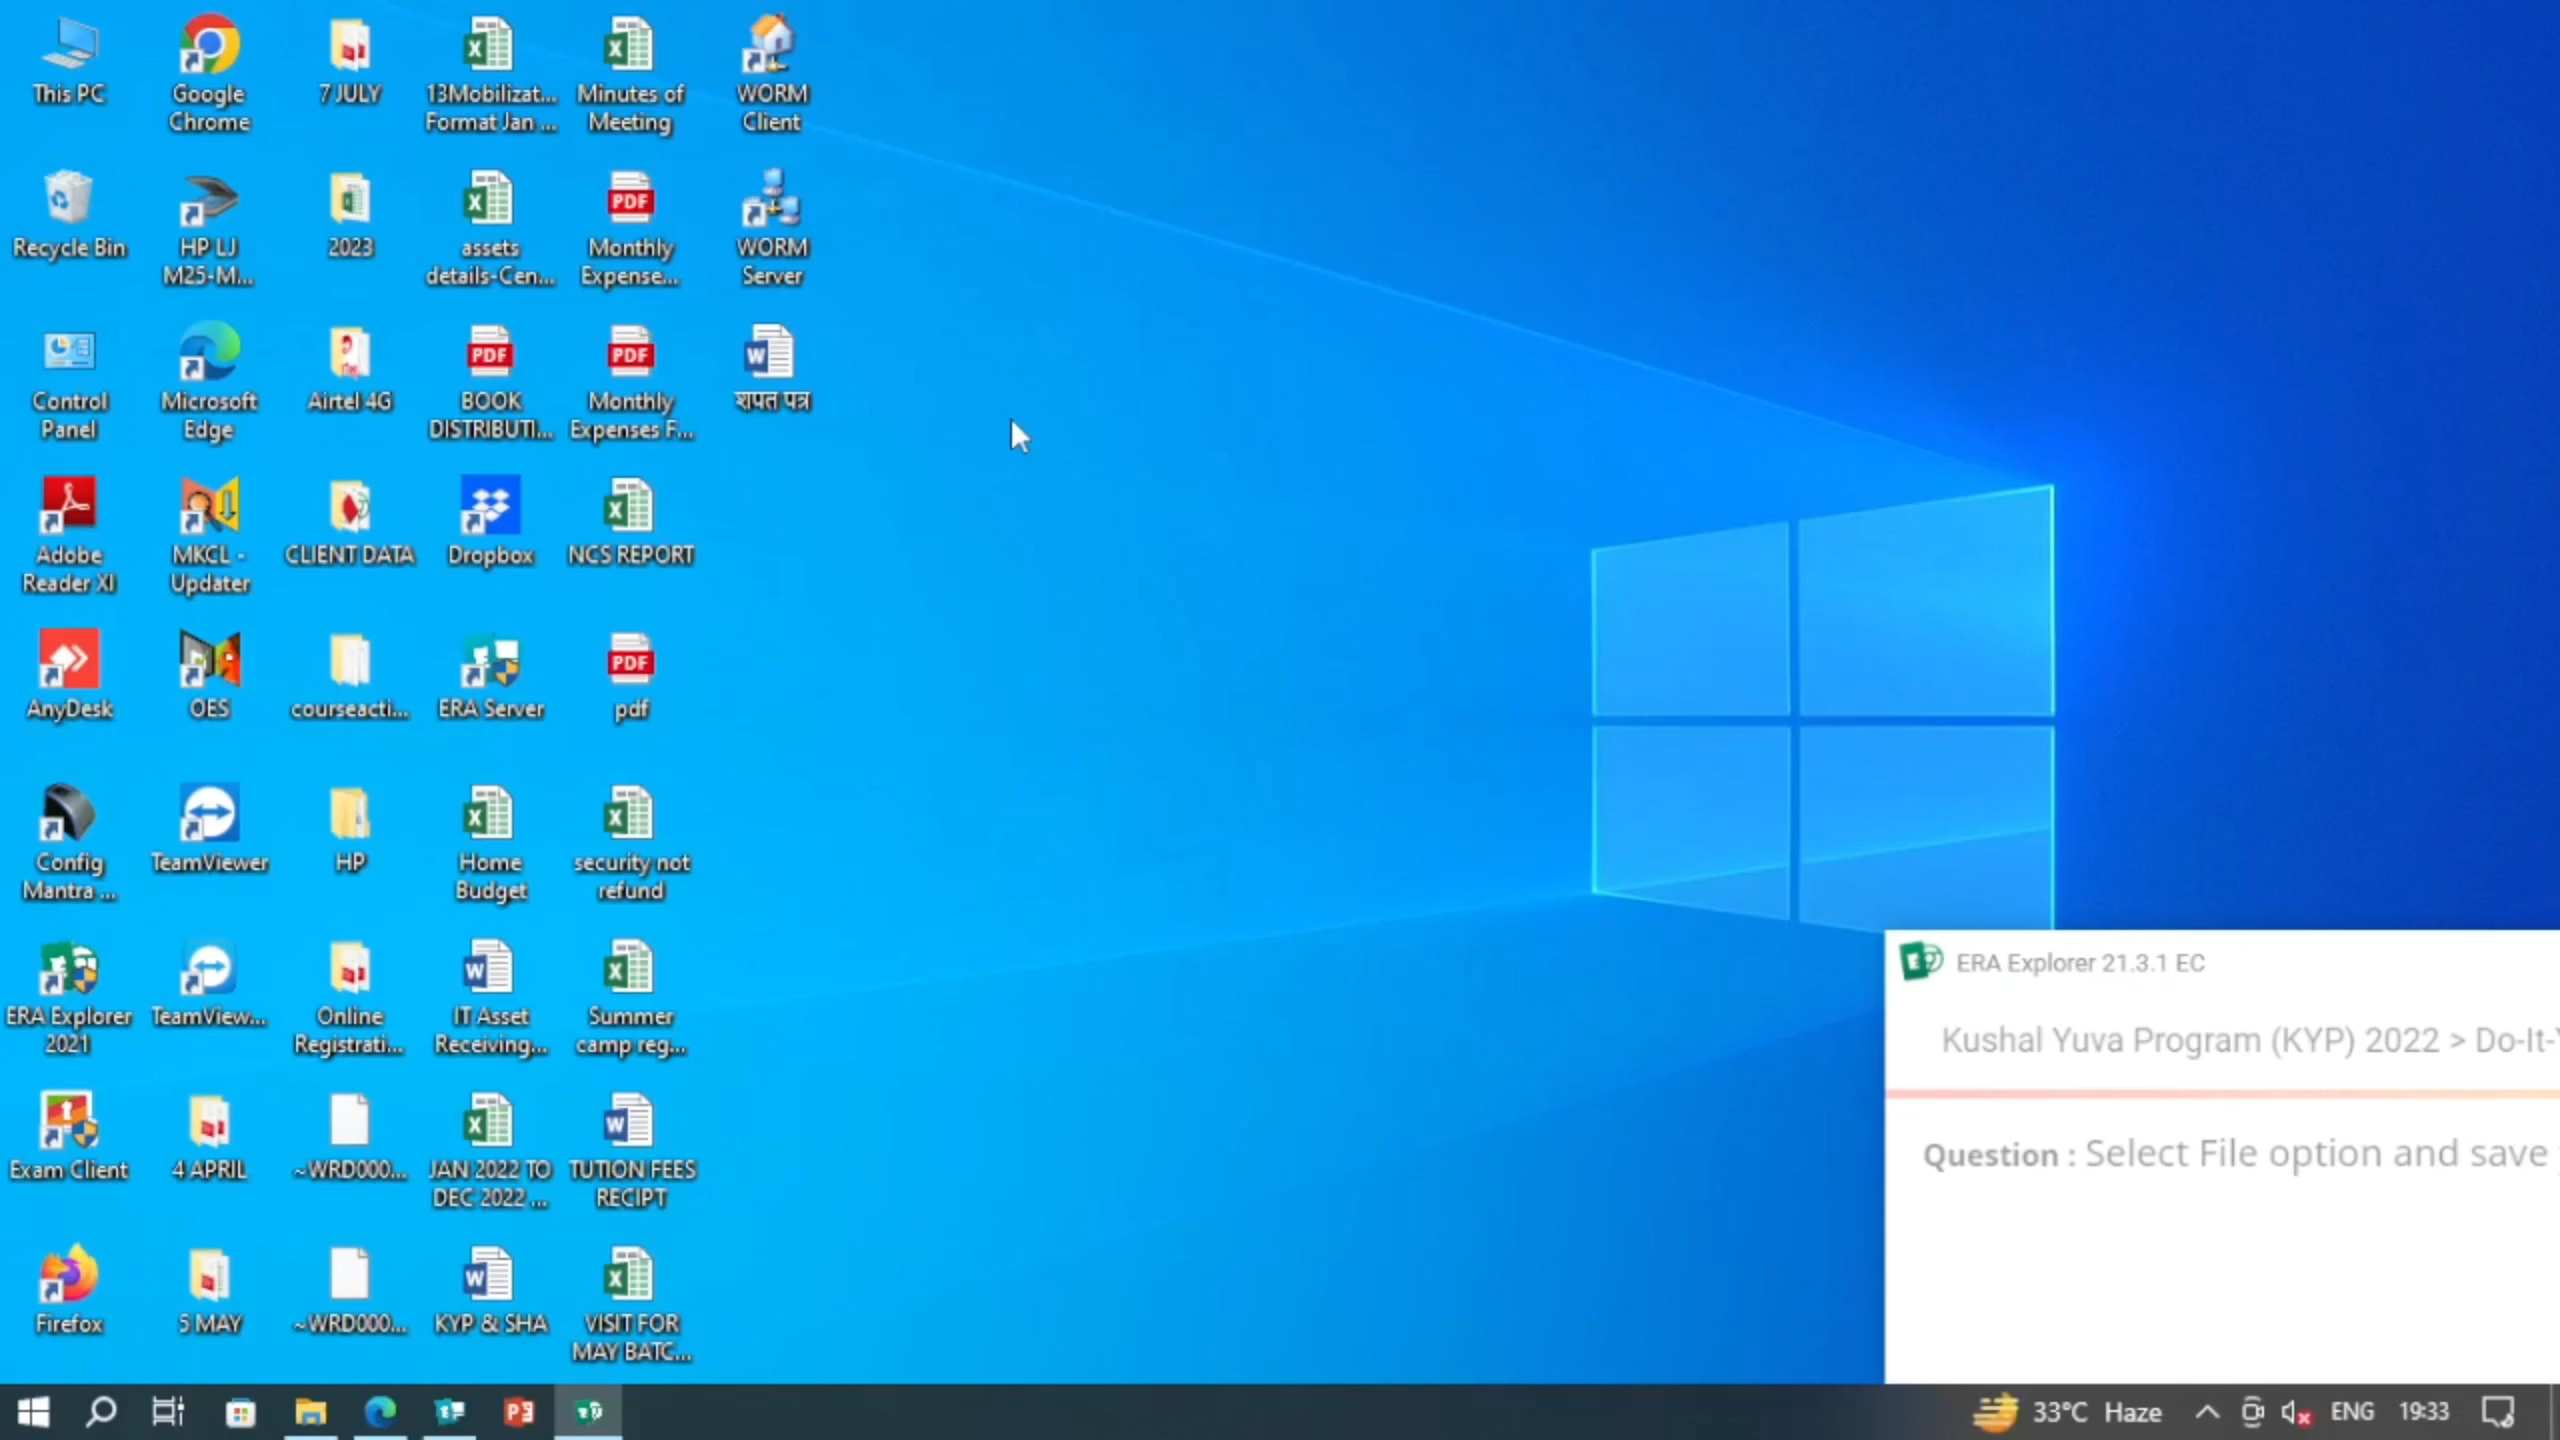 This PC
Google
Chrome
7 JULY
13Mobilizat...
Format Jan ...
Minutes of
Meeting
WORM
Client
Recycle Bin
HP LJ
M25-M...
2023
assets
details-Cen...
PDF
Monthly
Expense...
WORM
Server
Control
Panel
Microsoft
Edge
Airtel 4G
PDF
BOOK
DISTRIBUTI...
PDF
Monthly
Expenses F...
शपत पत्र
Adobe
Reader XI
MKCL -
Updater
CLIENT DATA
Dropbox
NCS REPORT
AnyDesk
OES
courseacti...
ERA Server
PDF
pdf
Config
Mantra ...
TeamViewer
HP
Home
Budget
security not
refund
ERA Explorer
2021
TeamView...
Online
Registrati...
IT Asset
Receiving...
Summer
camp reg...
Exam Client
4 APRIL
~WRD000...
JAN 2022 TO
DEC 2022 ...
TUTION FEES
RECIPT
Firefox
5 MAY
~WRD000...
KYP & SHA
VISIT FOR
MAY BATC...
ERA Explorer 21.3.1 EC
Kushal Yuva Program (KYP) 2022 > Do-It-
Question : Select File option and save
33°C Haze
ENG
19:33